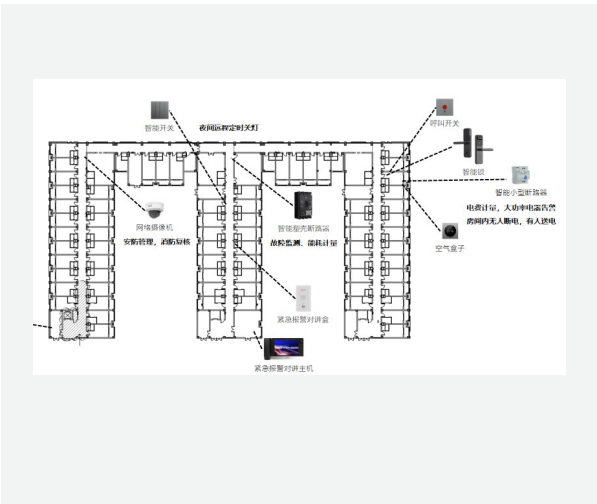 呼叫开关
智能开关
夜间远程定时关灯
智能锁
智能小型断路器
电费计量,大功率电器告警
房间内无人断电,有人送电
网络摄像机
安防管理,消防复核
智能塑壳断路器
故障监测、能耗计量
空气盒子
紧急报警对讲盒
紧急报警对讲主机